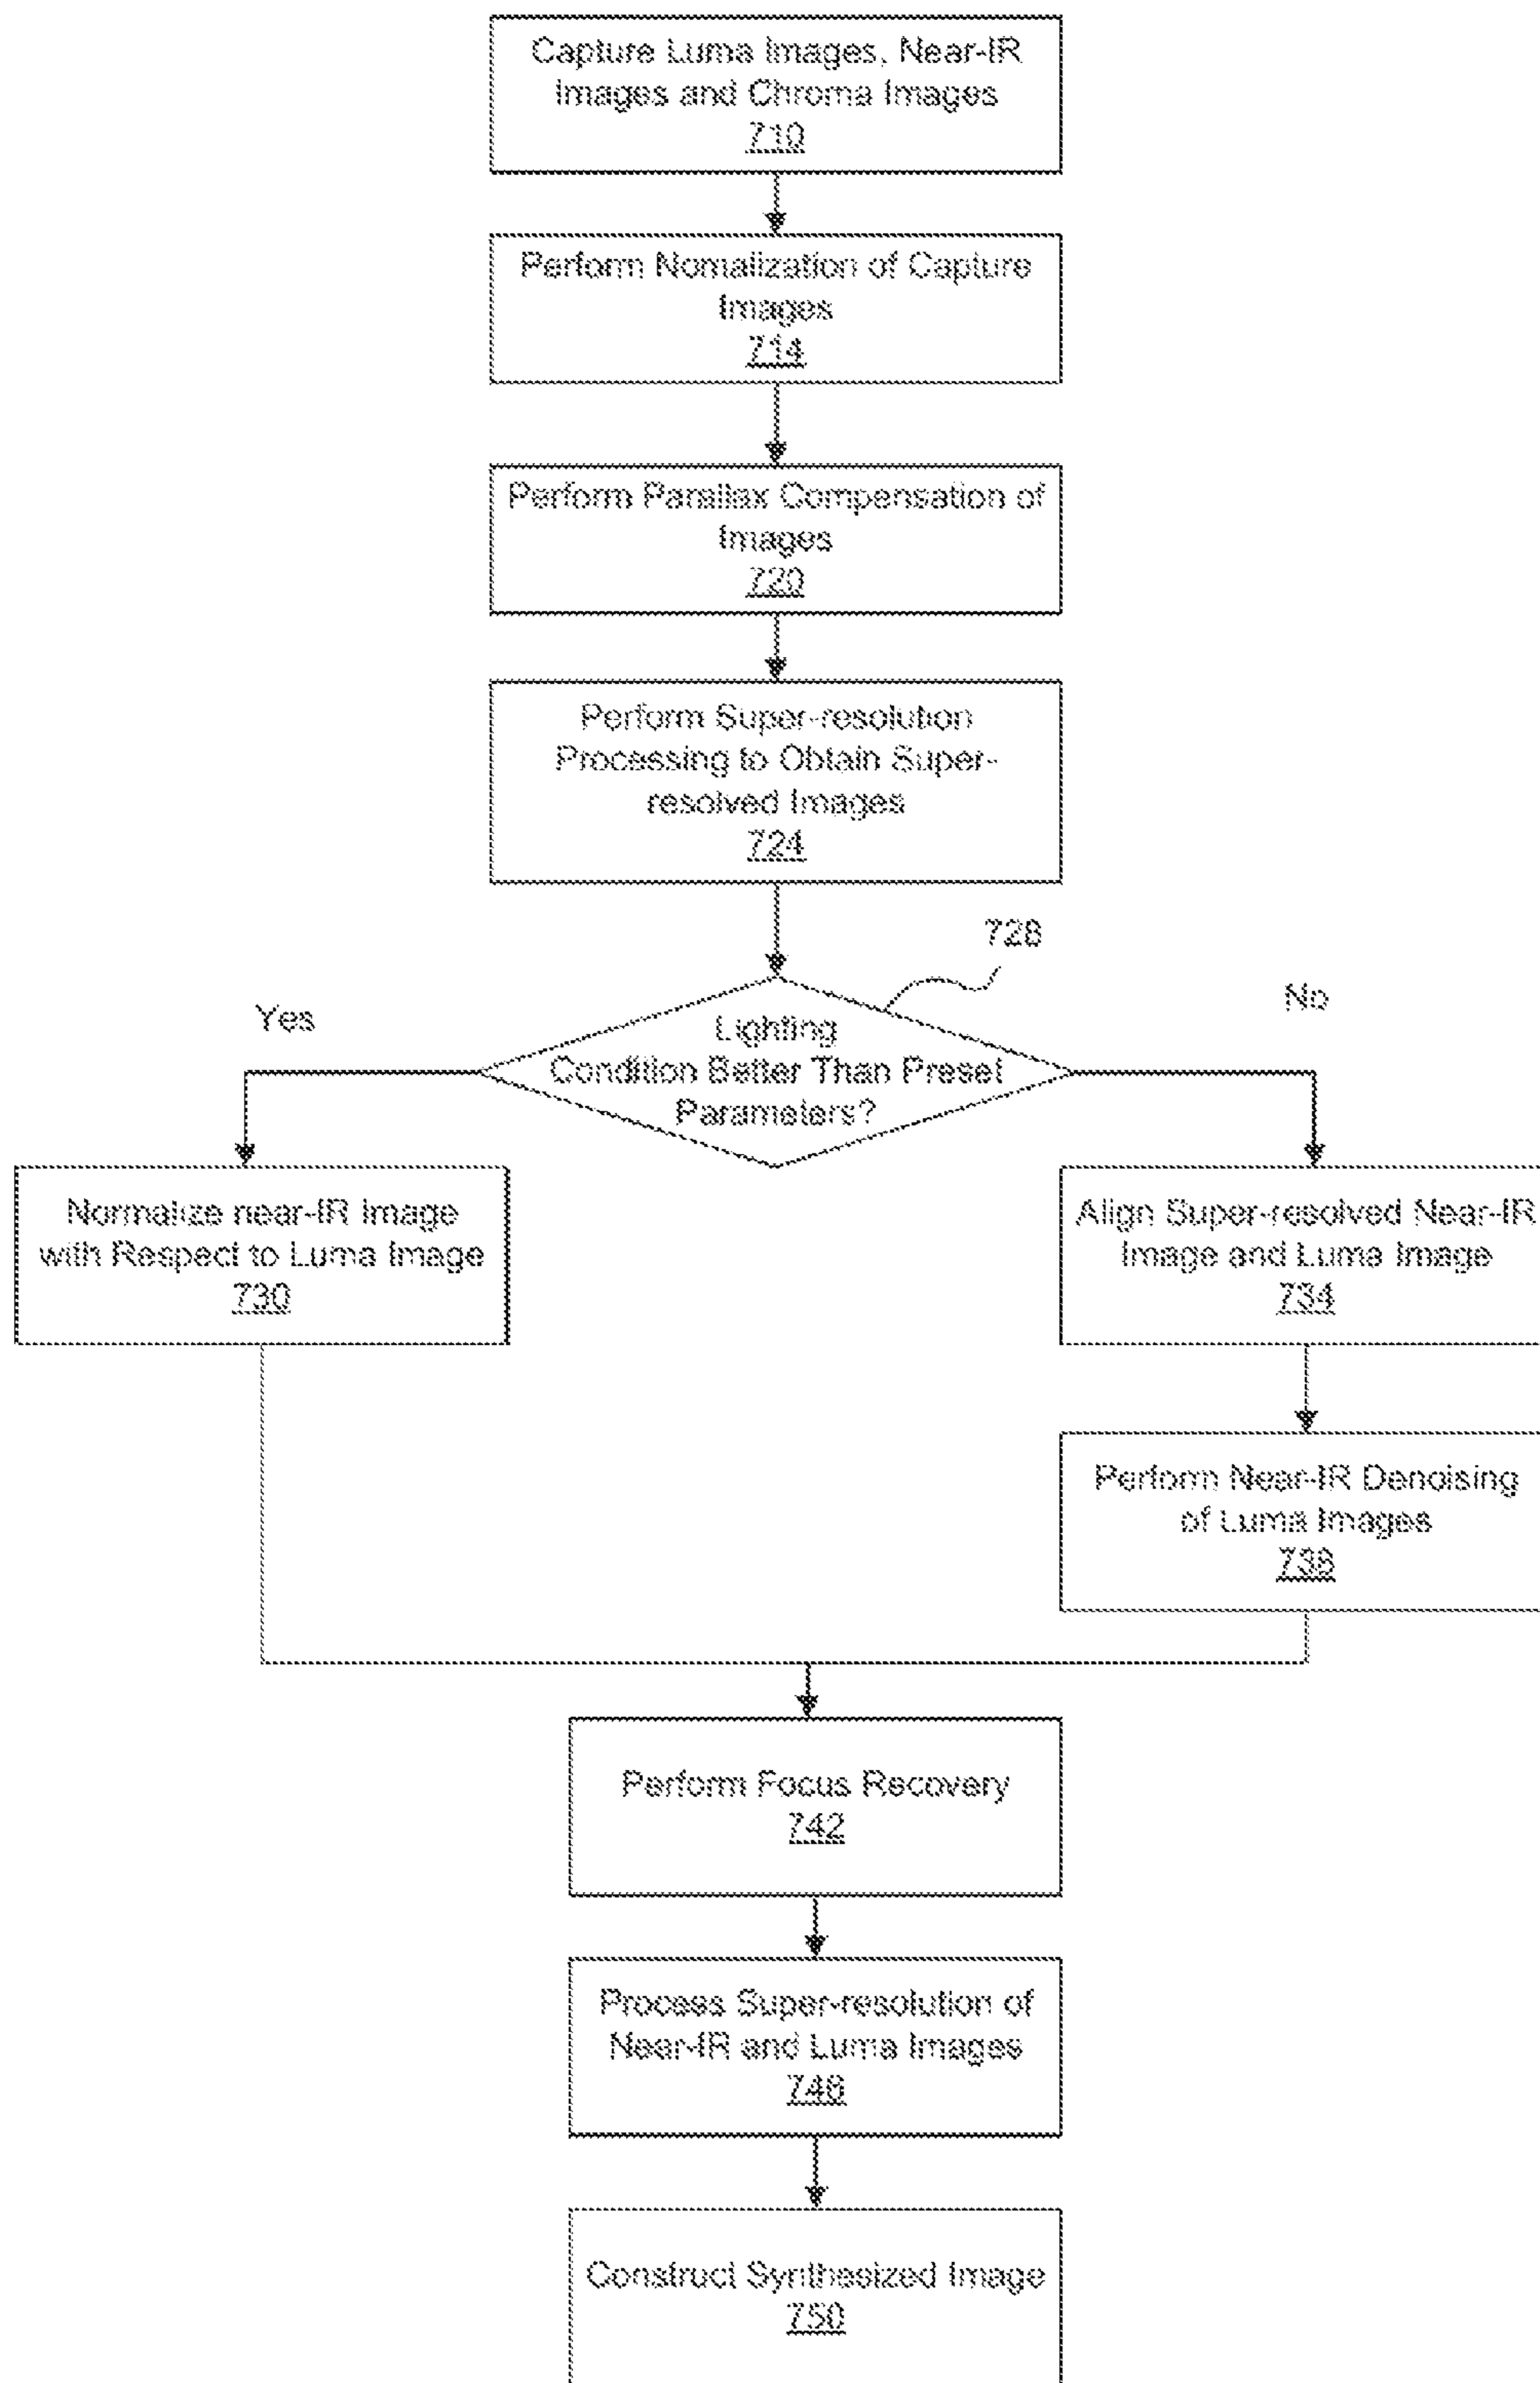 Capture Luma Images, Near-IR
Images and Chroma Images
710
Perform Nomalization of Capture
Images
714
Perform Parallax Compensation of
Images
720
Perform Super-resolution
Processing to Obtain Super-
resolved Images
724
728
Yes
No
Lighting
Condition Better Than Preset
Parameters?
Normalize near-IR Image
with Respect to Luma Image
730
Align Super-resolved Near-IR
Image and Luma Image
734
Perform Near-IR Denoising
of Luma Images
738
Perform Focus Recovery
742
Process Super-resolution of
Near-IR and Luma Images
746
Construct Synthesized Image
750